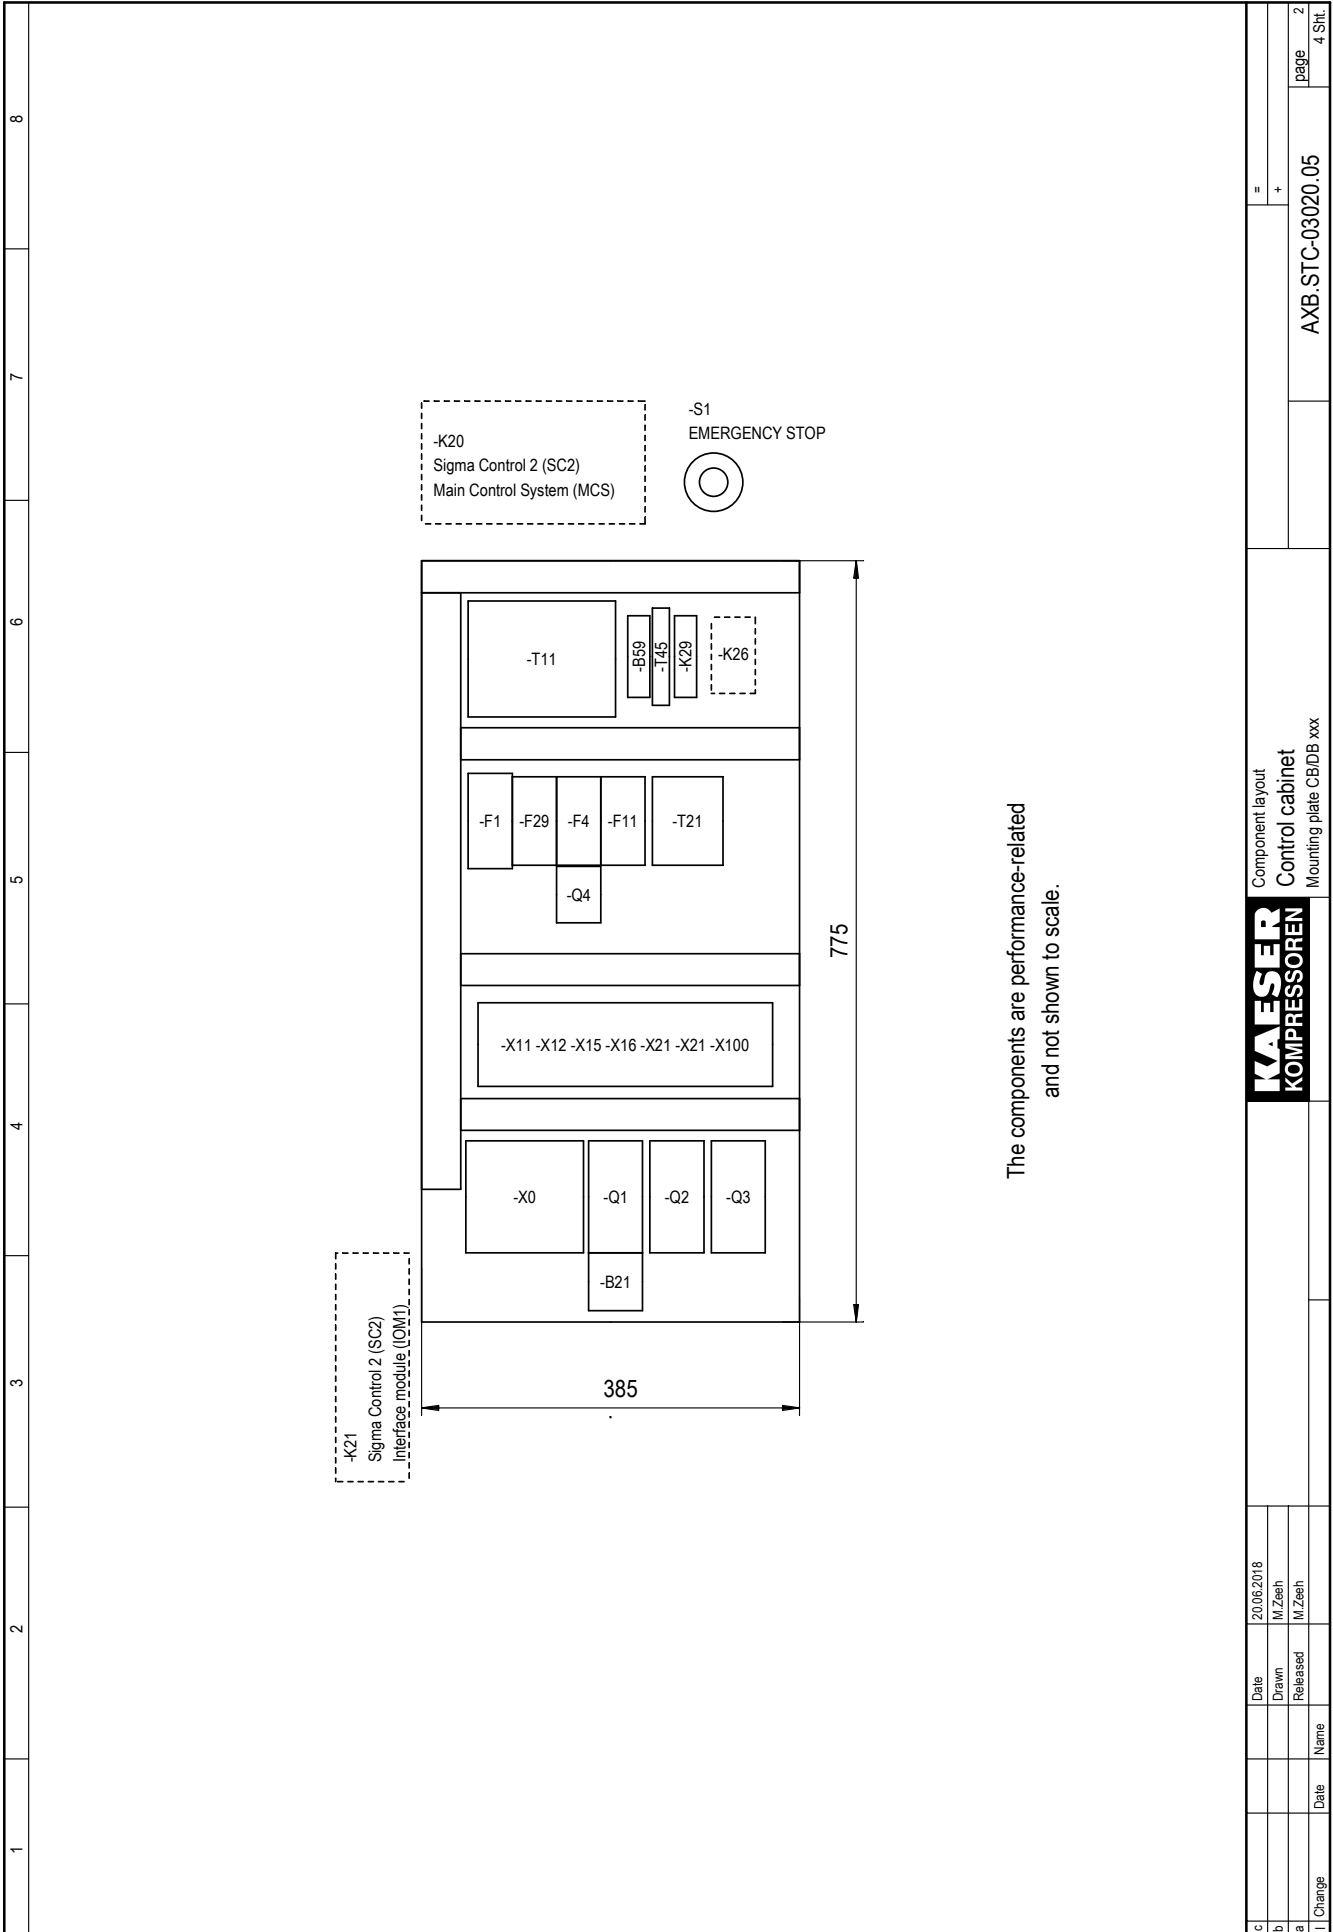 8
7
6
5
4
3
2
1
-K20
Sigma Control 2 (SC2)
Main Control System (MCS)
-S1
EMERGENCY STOP
-T11
-B59
-T45
-K29
-K26
-F1
-F29
-F4
-F11
-T21
-Q4
775
-X11 -X12 -X15 -X16 -X21 -X21 -X100
-X0
-Q1
-Q2
-Q3
-B21
385
-K21
Sigma Control 2 (SC2)
Interface module (IOM1)
The components are performance-related
and not shown to scale.
c
b
a
Change
Date
Name
Date
20.06.2018
Drawn
M.Zeeh
Released
M.Zeeh
KAESER
KOMPRESSOREN
Component layout
Control cabinet
Mounting plate CB/DB xxx
=
+
AXB.STC-03020.05
page 2
4 Sht.